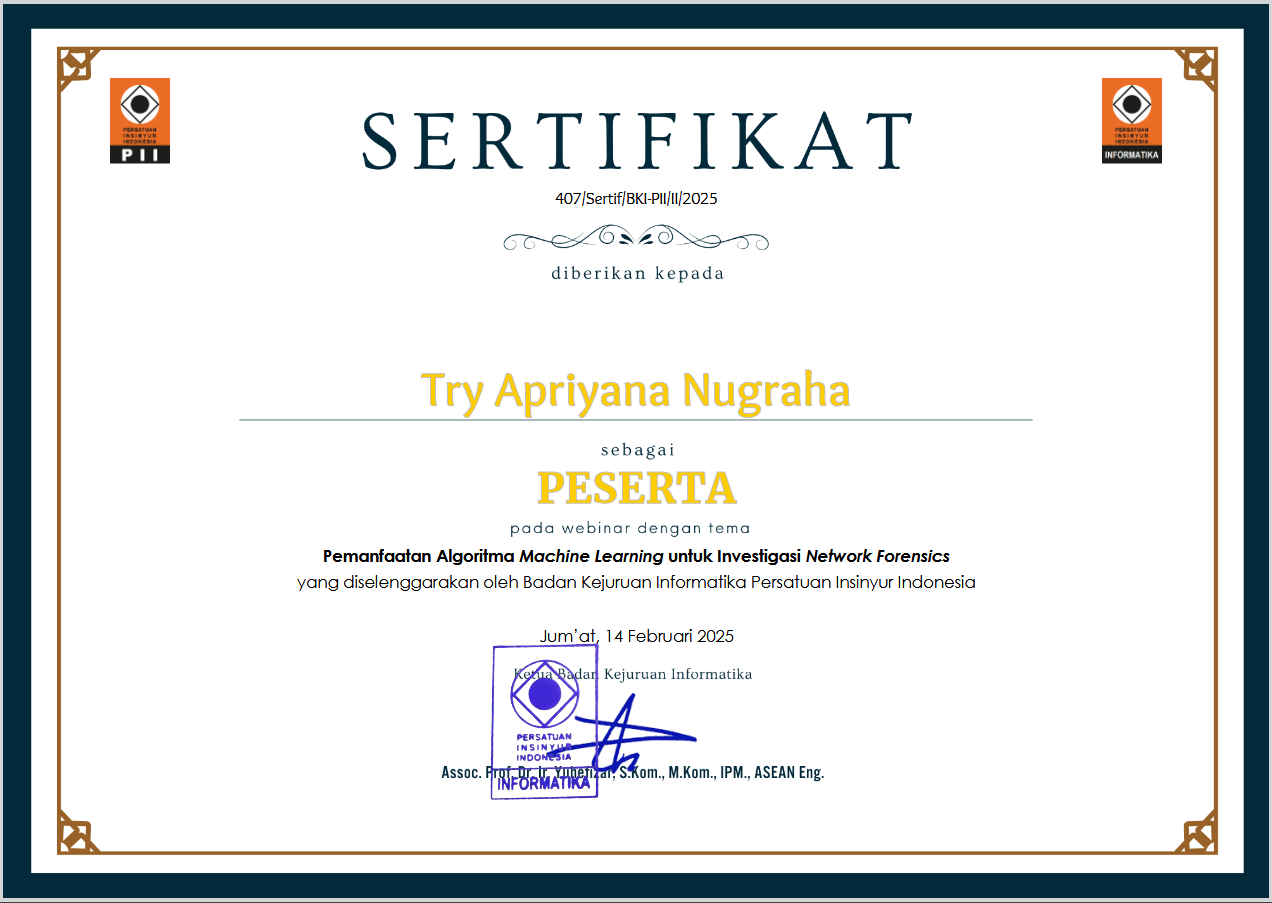 PERSATUAN
INSINYUR
INDONESIA
PII
PERSATUAN
INSINYUR
INDONESIA
INFORMATIKA
SERTIFIKAT
407/Sertif/BKI-PII/II/2025
diberikan kepada
Try Apriyana Nugraha
sebagai
PESERTA
pada webinar dengan tema
Pemanfaatan Algoritma Machine Learning untuk Investigasi Network Forensics
yang diselenggarakan oleh Badan Kejuruan Informatika Persatuan Insinyur Indonesia
Jum'at, 14 Februari 2025
Ketua Badan Kejuruan Informatika
PERSATUAN
INSINYUR
INDONESIA
Assoc. Prof. Dr. Ir. Yuhefizar, S.Kom., M.Kom., IPM., ASEAN Eng.
INFORMATIKA